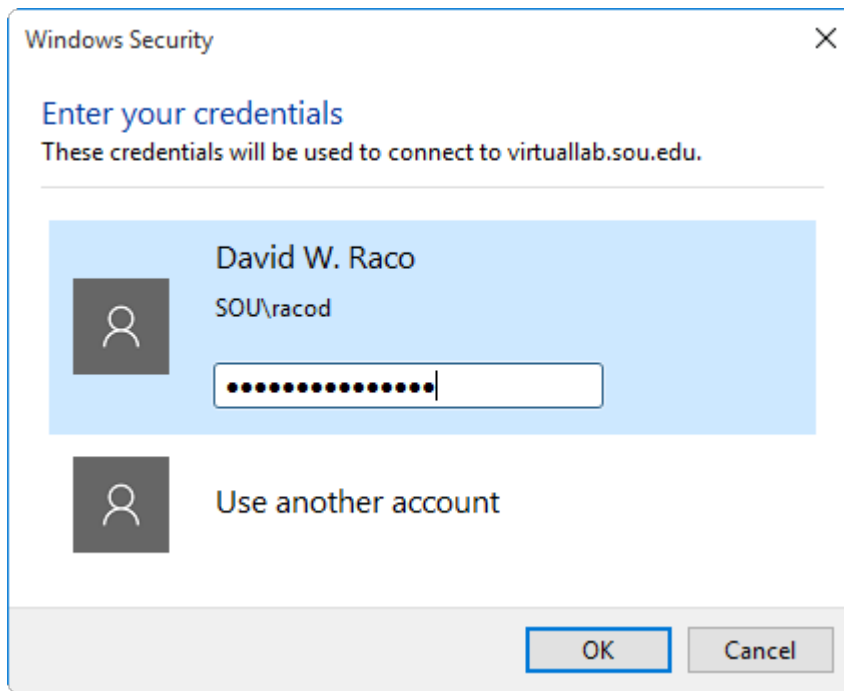 Windows Security
Enter your credentials
These credentials will be used to connect to virtuallab.sou.edu.
David W. Raco
SOU\racod
●●●●●●●●●●●●●●●
Use another account
OK
Cancel